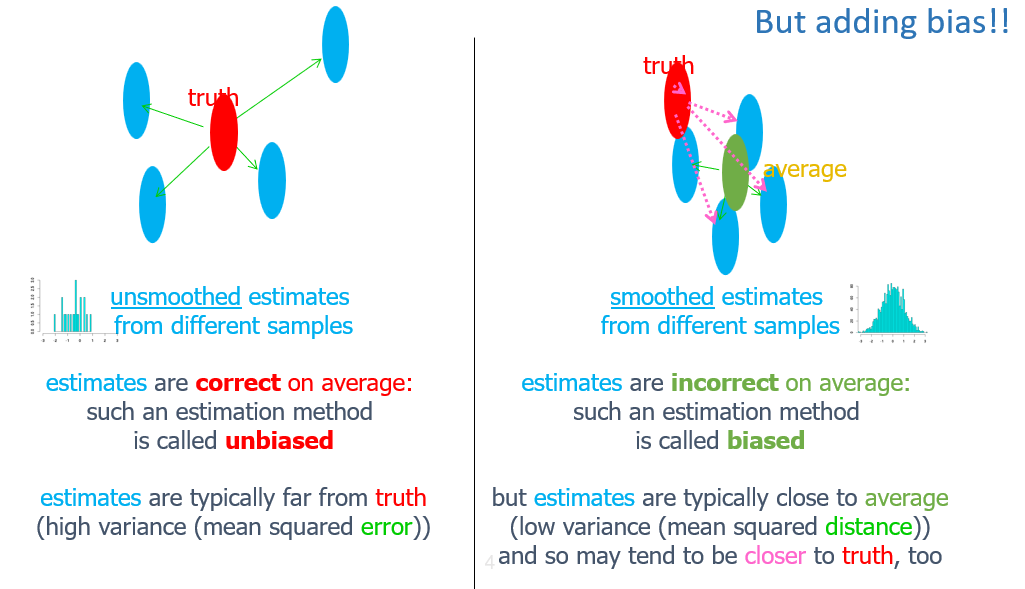 But adding bias!!
truth
unsmoothed estimates
from different samples
estimates are correct on average:
such an estimation method
is called unbiased
estimates are typically far from truth
(high variance (mean squared error))
truth
average
smoothed estimates
from different samples
estimates are incorrect on average:
such an estimation method
is called biased
but estimates are typically close to average
(low variance (mean squared distance))
and so may tend to be closer to truth, too
4